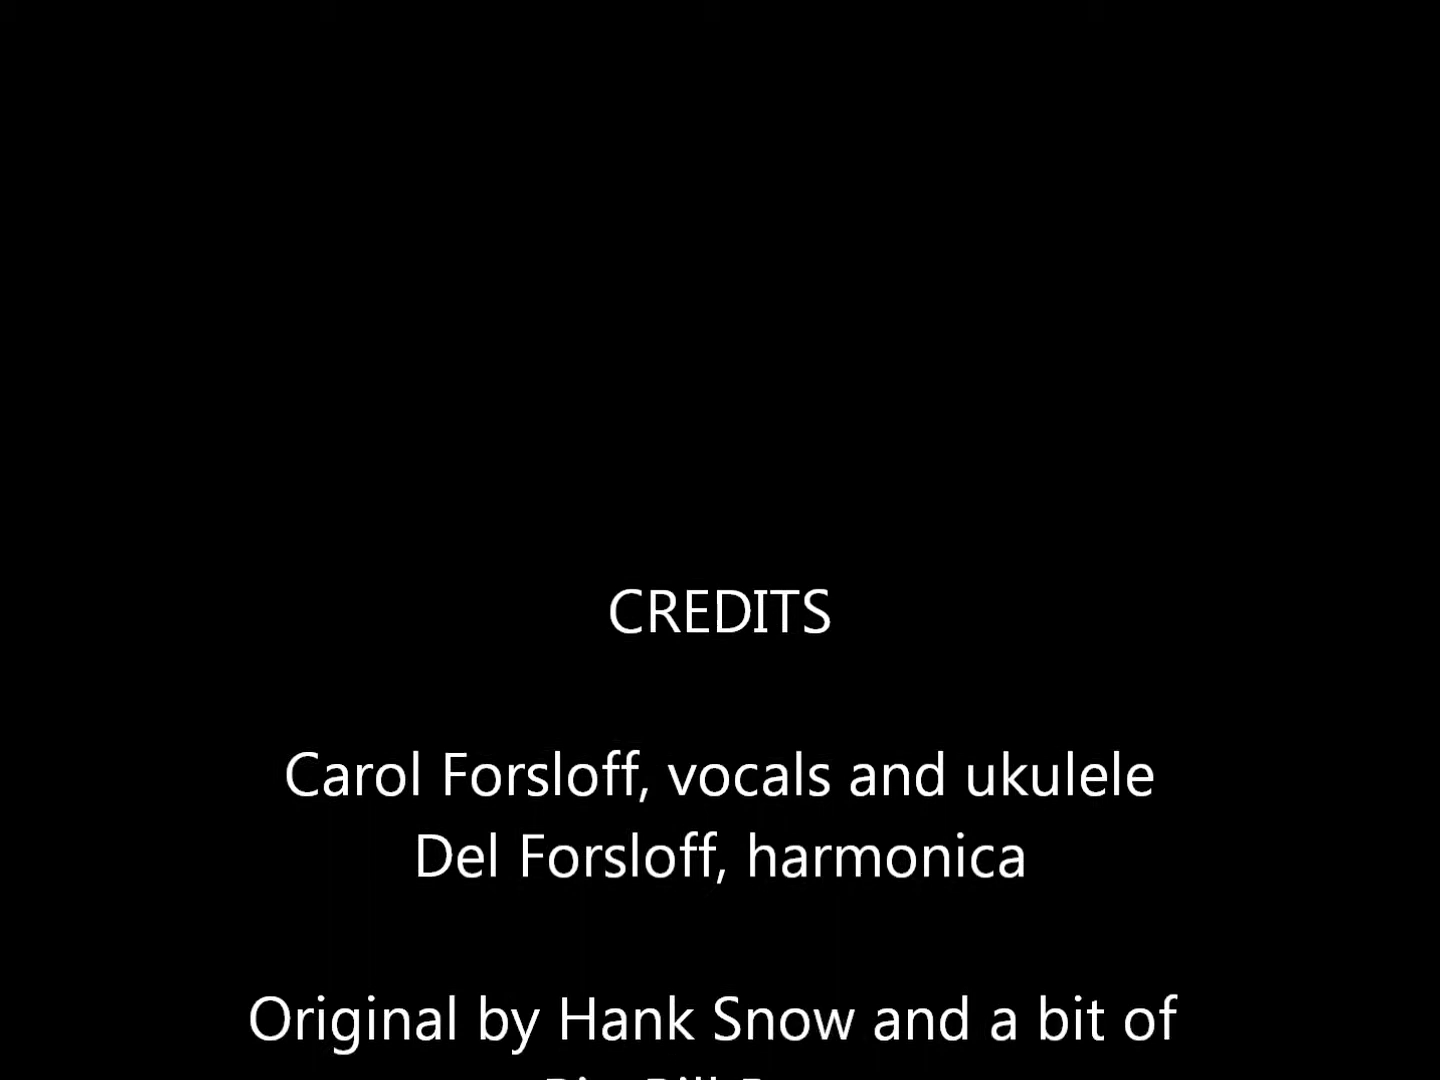 CREDITS
Carol Forsloff, vocals and ukulele
Del Forsloff, harmonica
Original by Hank Snow and a bit of